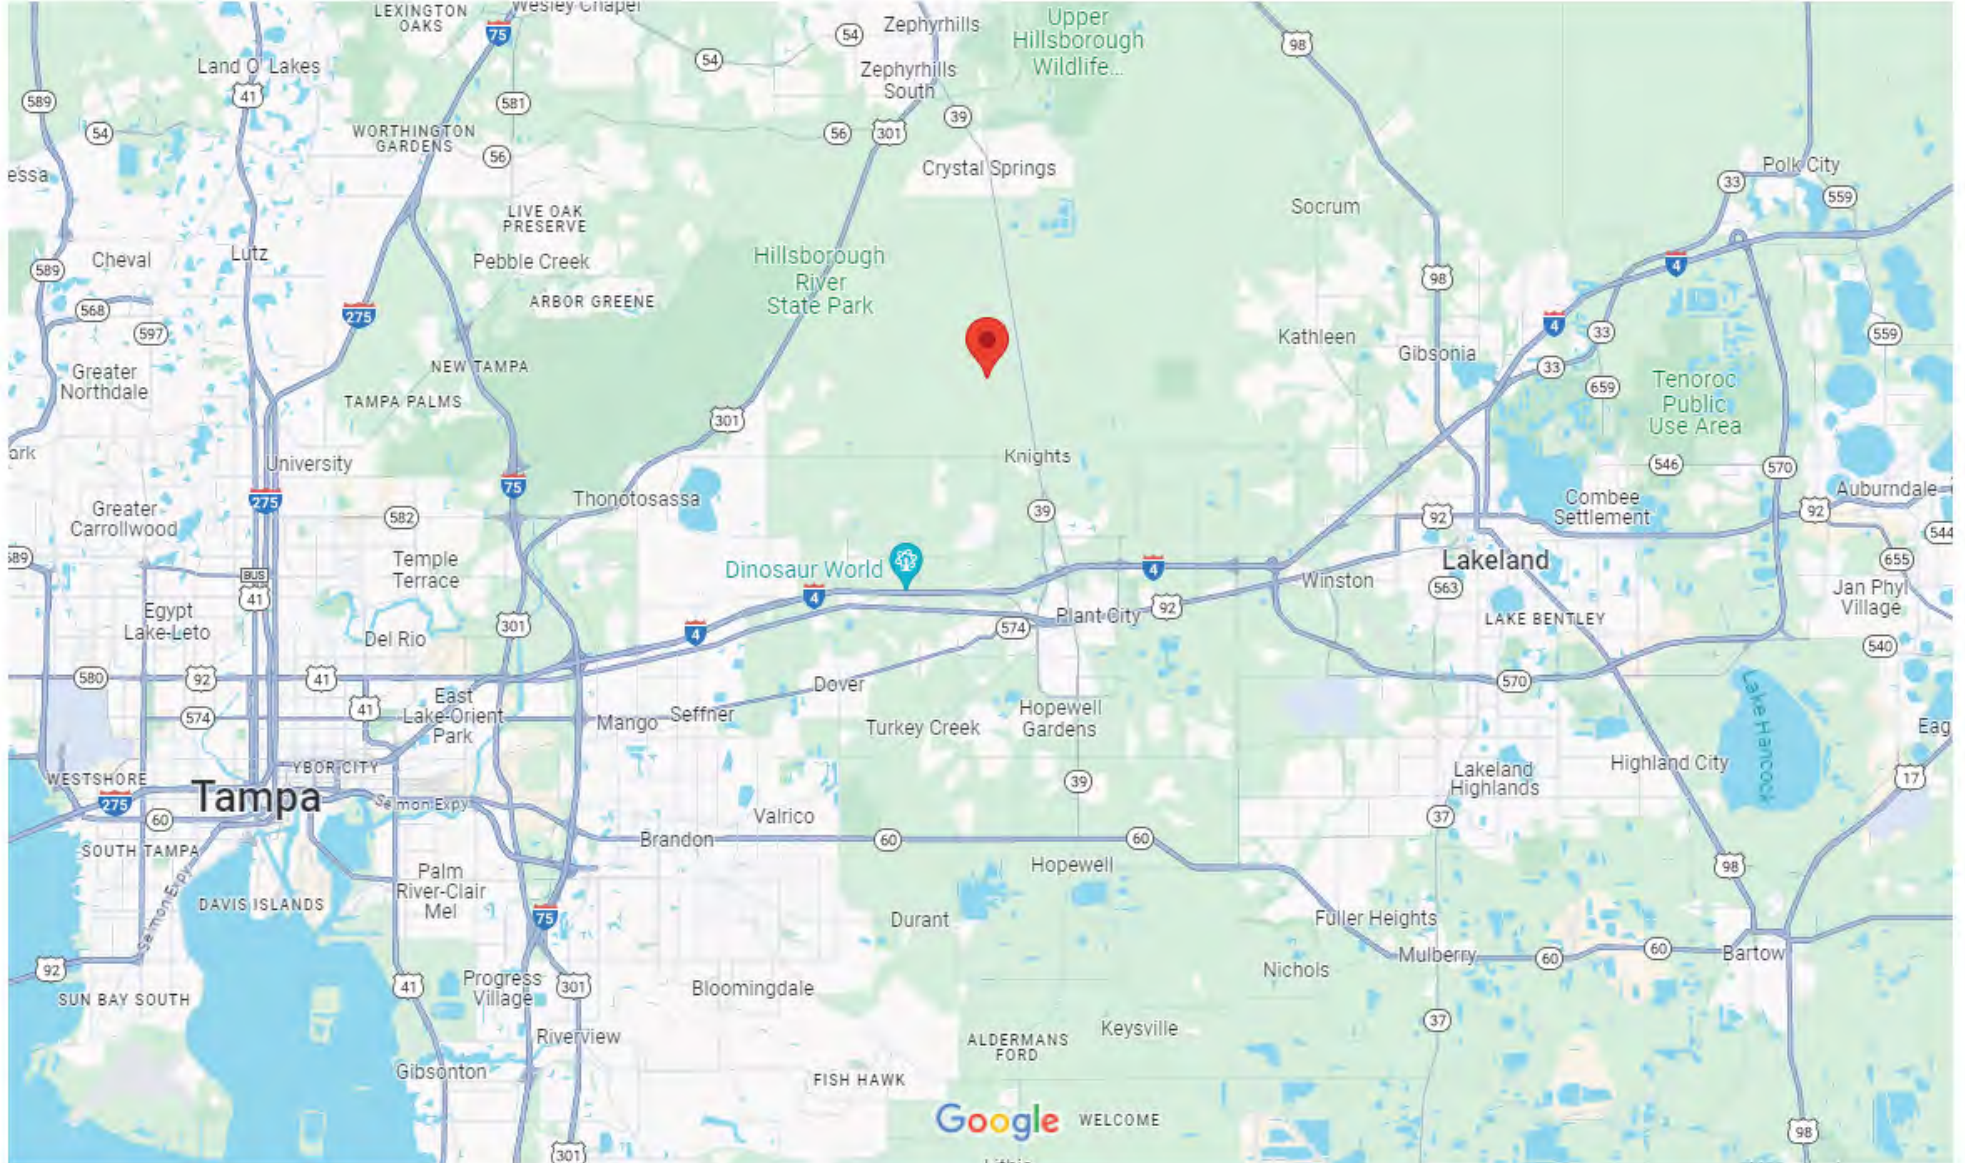 LEXINGTON
OAKS
Wesley Chapel
75
54
Zephyrhills
Upper
Hillsborough
Wildlife...
98
Land O' Lakes
41
54
Zephyrhills
South
589
581
39
54
WORTHINGTON
GARDENS
56
56
301
Crystal Springs
Polk City
33
559
essa
LIVE OAK
PRESERVE
Socrum
Cheval
Lutz
Pebble Creek
Hillsborough
River
State Park
589
98
4
568
597
275
ARBOR GREENE
Kathleen
Gibsonia
4
33
559
33
659
Greater
Northdale
NEW TAMPA
TAMPA PALMS
Tenoroc
Public
Use Area
301
ark
University
Knights
546
570
275
75
Thonotosassa
39
Auburndale
Greater
Carrollwood
582
92
Combee
Settlement
92
544
589
Temple
Terrace
Dinosaur World
4
4
Winston
Lakeland
563
655
BUS
41
Egypt
Lake-Leto
Del Rio
301
4
574
Plant City
92
LAKE BENTLEY
Jan Phyl
Village
540
580
92
41
41
East
Lake-Orient
Park
Dover
570
574
Mango
Seffner
Turkey Creek
Hopewell
Gardens
Lake Hancock
Eag
WESTSHORE
YBOR CITY
275
Tampa
Selmon Expy
39
Lakeland
Highlands
Highland City
17
60
Valrico
37
SOUTH TAMPA
Brandon
60
60
Hopewell
98
Selmon Expy
DAVIS ISLANDS
Palm
River-Clair
Mel
75
Durant
Fuller Heights
92
Mulberry
60
60
Bartow
SUN BAY SOUTH
41
Progress
Village
301
Bloomingdale
Nichols
Riverview
ALDERMANS
FORD
Keysville
37
Gibsonton
FISH HAWK
Google
WELCOME
98
301